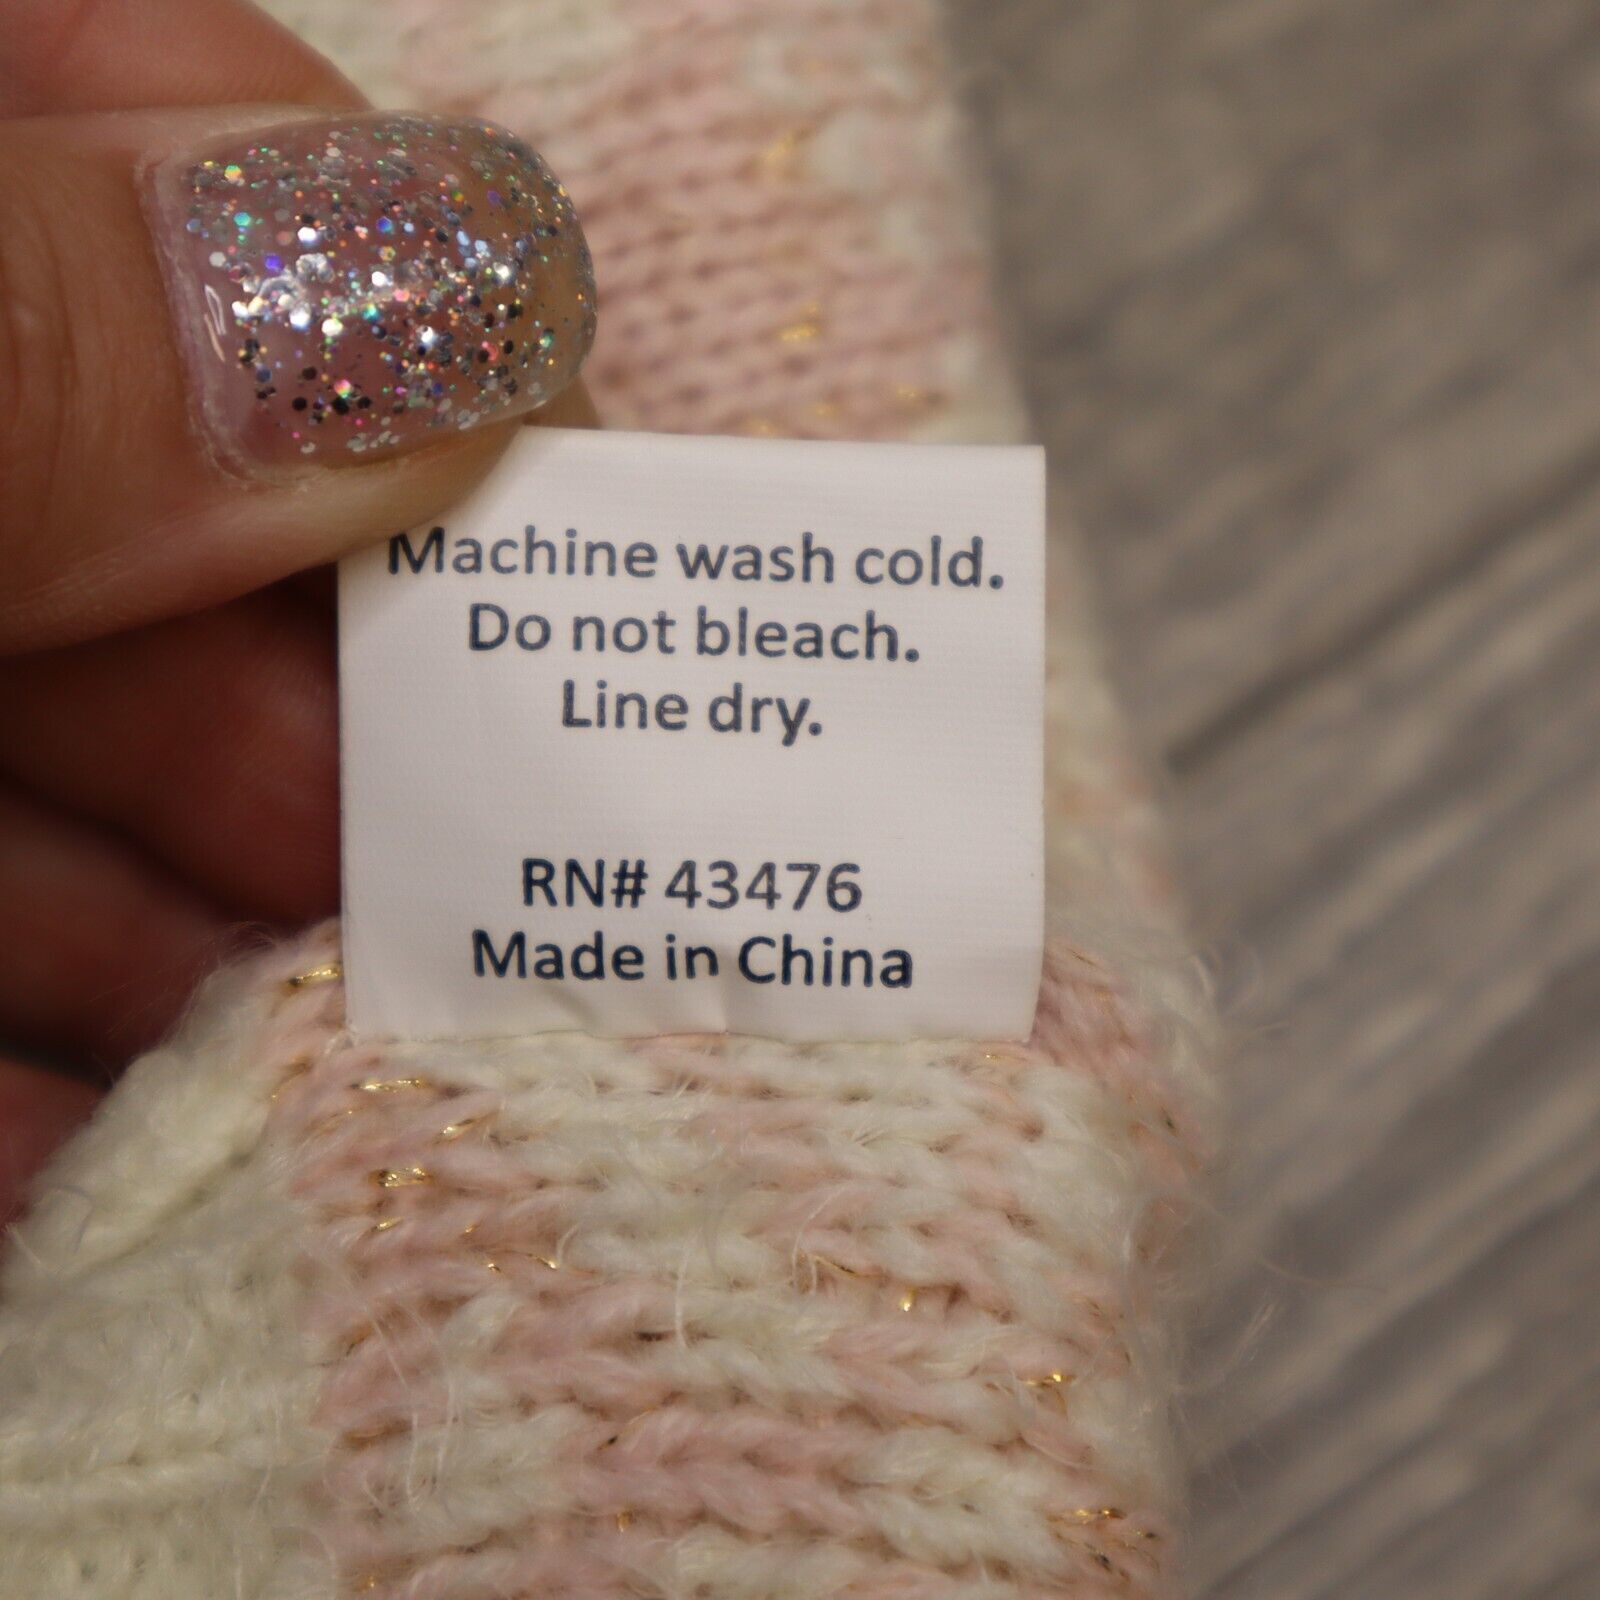 Machine wash cold.
Do not bleach.
Line dry.
RN# 43476
Made in China